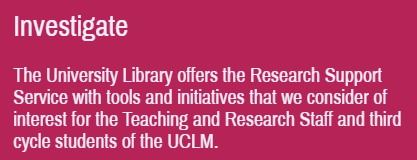 Investigate
The University Library offers the Research Support
Service with tools and initiatives that we consider of
interest for the Teaching and Research Staff and third
cycle students of the UCLM.